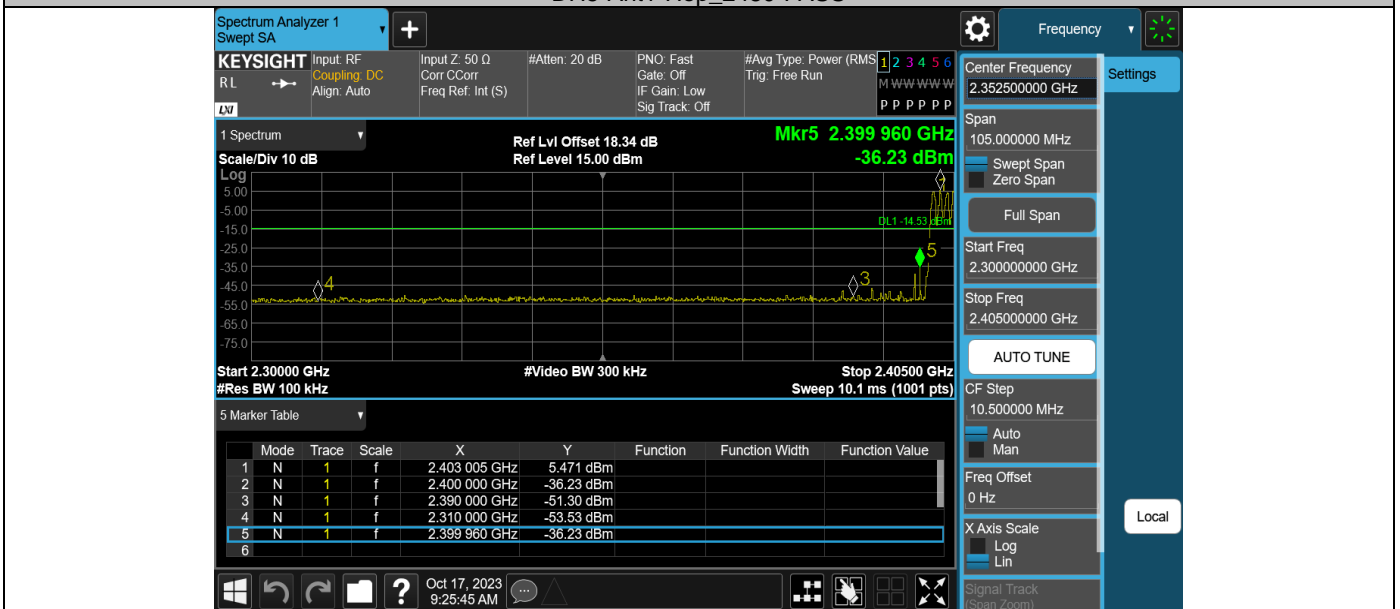 Spectrum Analyzer 1
Swept SA
Frequency
KEYSIGHT
RL
LXI
Input: RF
Coupling: DC
Align: Auto
Input Z: 50 Ω
Corr CCorr
Freq Ref: Int (S)
#Atten: 20 dB
PNO: Fast
Gate: Off
IF Gain: Low
Sig Track: Off
#Avg Type: Power (RMS
Trig: Free Run
1 2 3 4 5 6
M W W W W W
P P P P P P
1 Spectrum
Scale/Div 10 dB
Log
Ref Lvl Offset 18.34 dB
Ref Level 15.00 dBm
Mkr5 2.399 960 GHz
-36.23 dBm
5.00
-5.00
-15.0
-25.0
-35.0
-45.0
-55.0
-65.0
-75.0
DL1 -14.53 dBm
4
3
5
Start 2.30000 GHz
#Res BW 100 kHz
#Video BW 300 kHz
Stop 2.40500 GHz
Sweep 10.1 ms (1001 pts)
5 Marker Table
Mode Trace Scale X Y Function Function Width Function Value
1 N 1 f 2.403 005 GHz 5.471 dBm
2 N 1 f 2.400 000 GHz -36.23 dBm
3 N 1 f 2.390 000 GHz -51.30 dBm
4 N 1 f 2.310 000 GHz -53.53 dBm
5 N 1 f 2.399 960 GHz -36.23 dBm
6
Oct 17, 2023
9:25:45 AM
Center Frequency
2.352500000 GHz
Settings
Span
105.000000 MHz
Swept Span
Zero Span
Full Span
Start Freq
2.300000000 GHz
Stop Freq
2.405000000 GHz
AUTO TUNE
CF Step
10.500000 MHz
Auto
Man
Freq Offset
0 Hz
X Axis Scale
Log
Lin
Local
Signal Track
(Span Zoom)